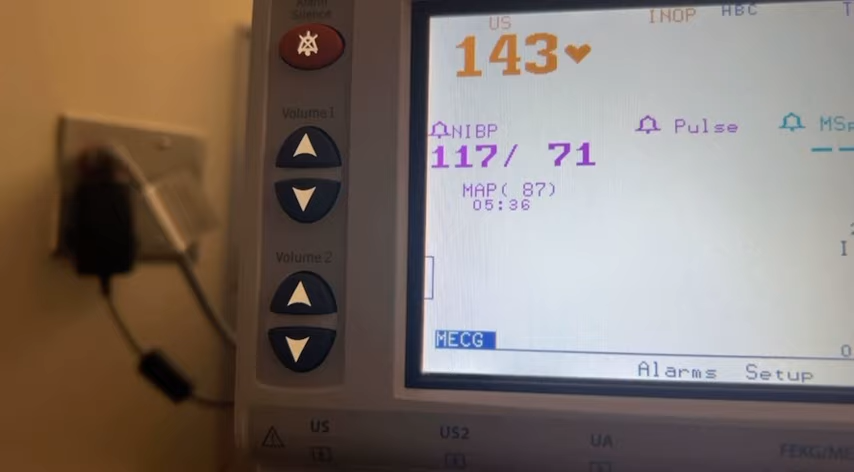 Alarm
Silence
US
INOP HBC
143
Volume 1
NIBP
Pulse
117/ 71
MAP( 87)
05:36
Volume 2
MECG
Alarms Setup
US
US2
UA